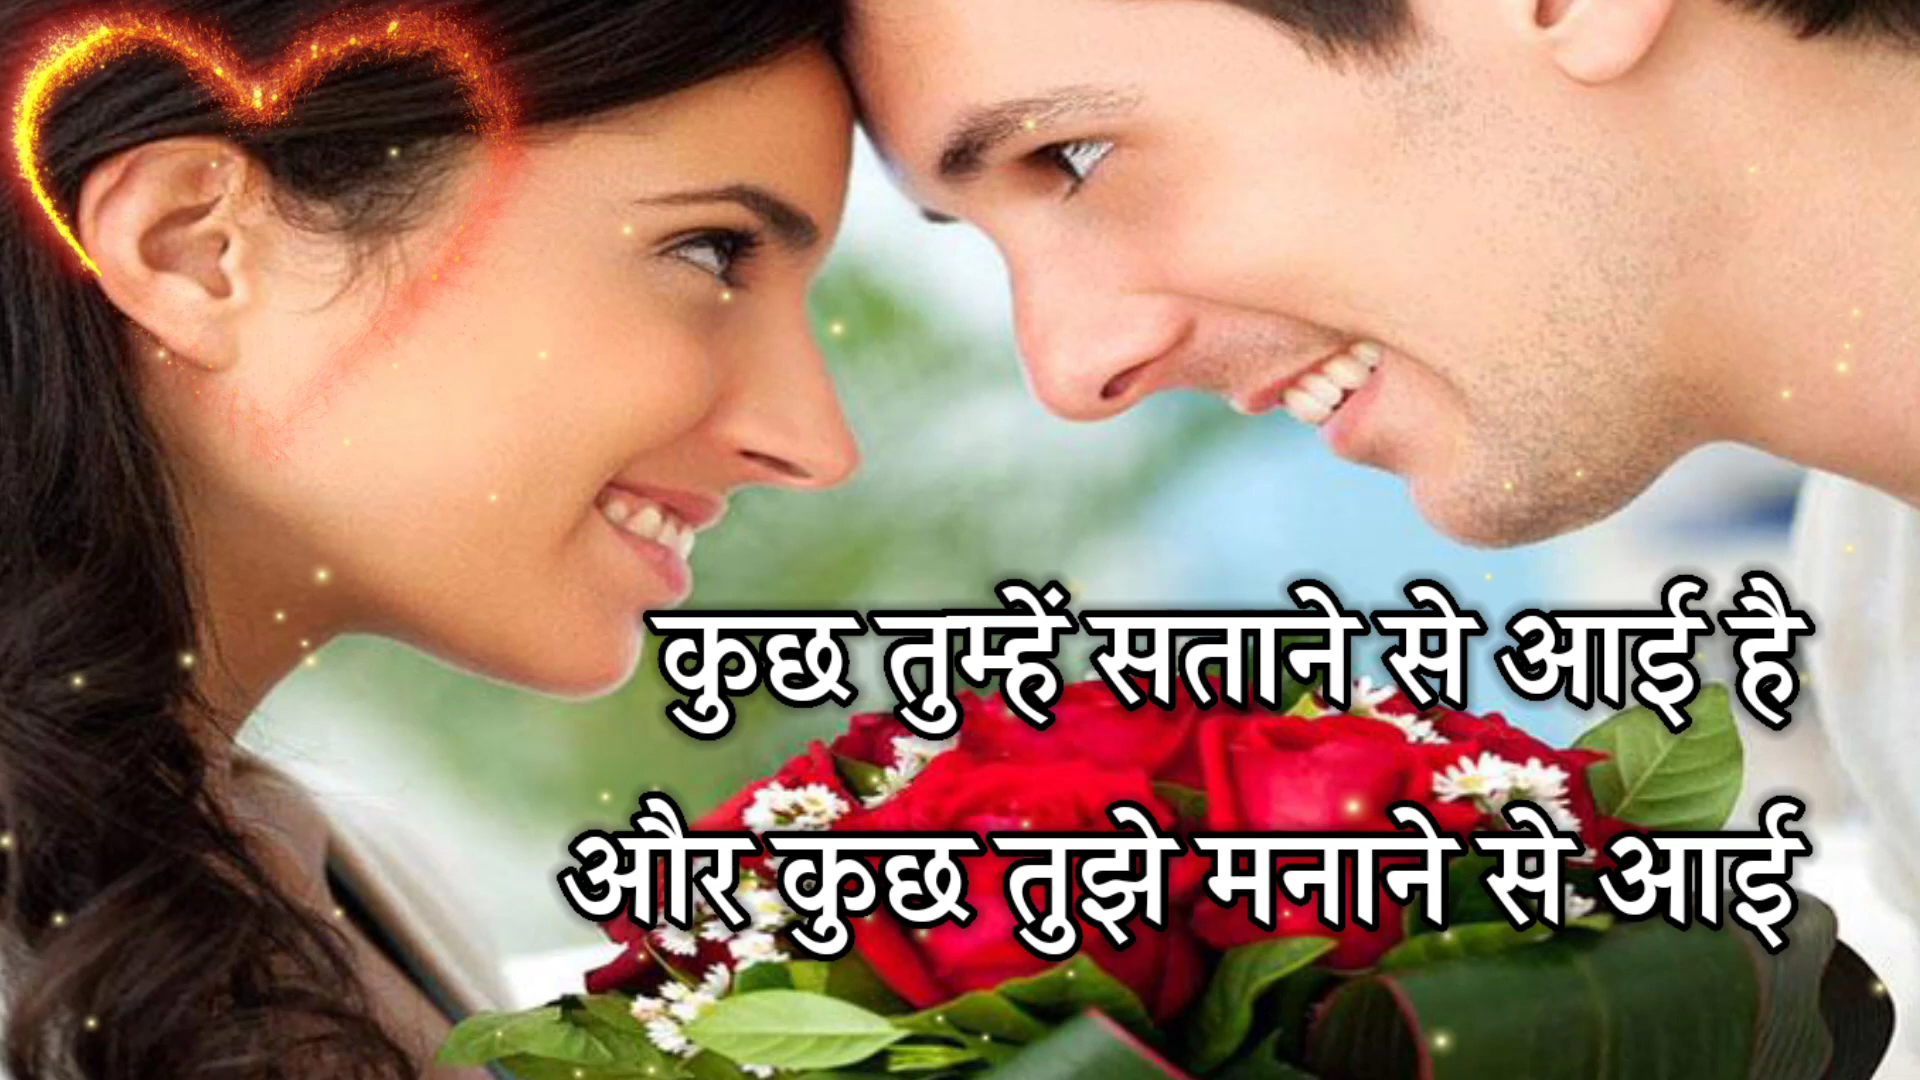 कुछ तुम्हें सताने से आई है
और कुछ तुझे मनाने से आई